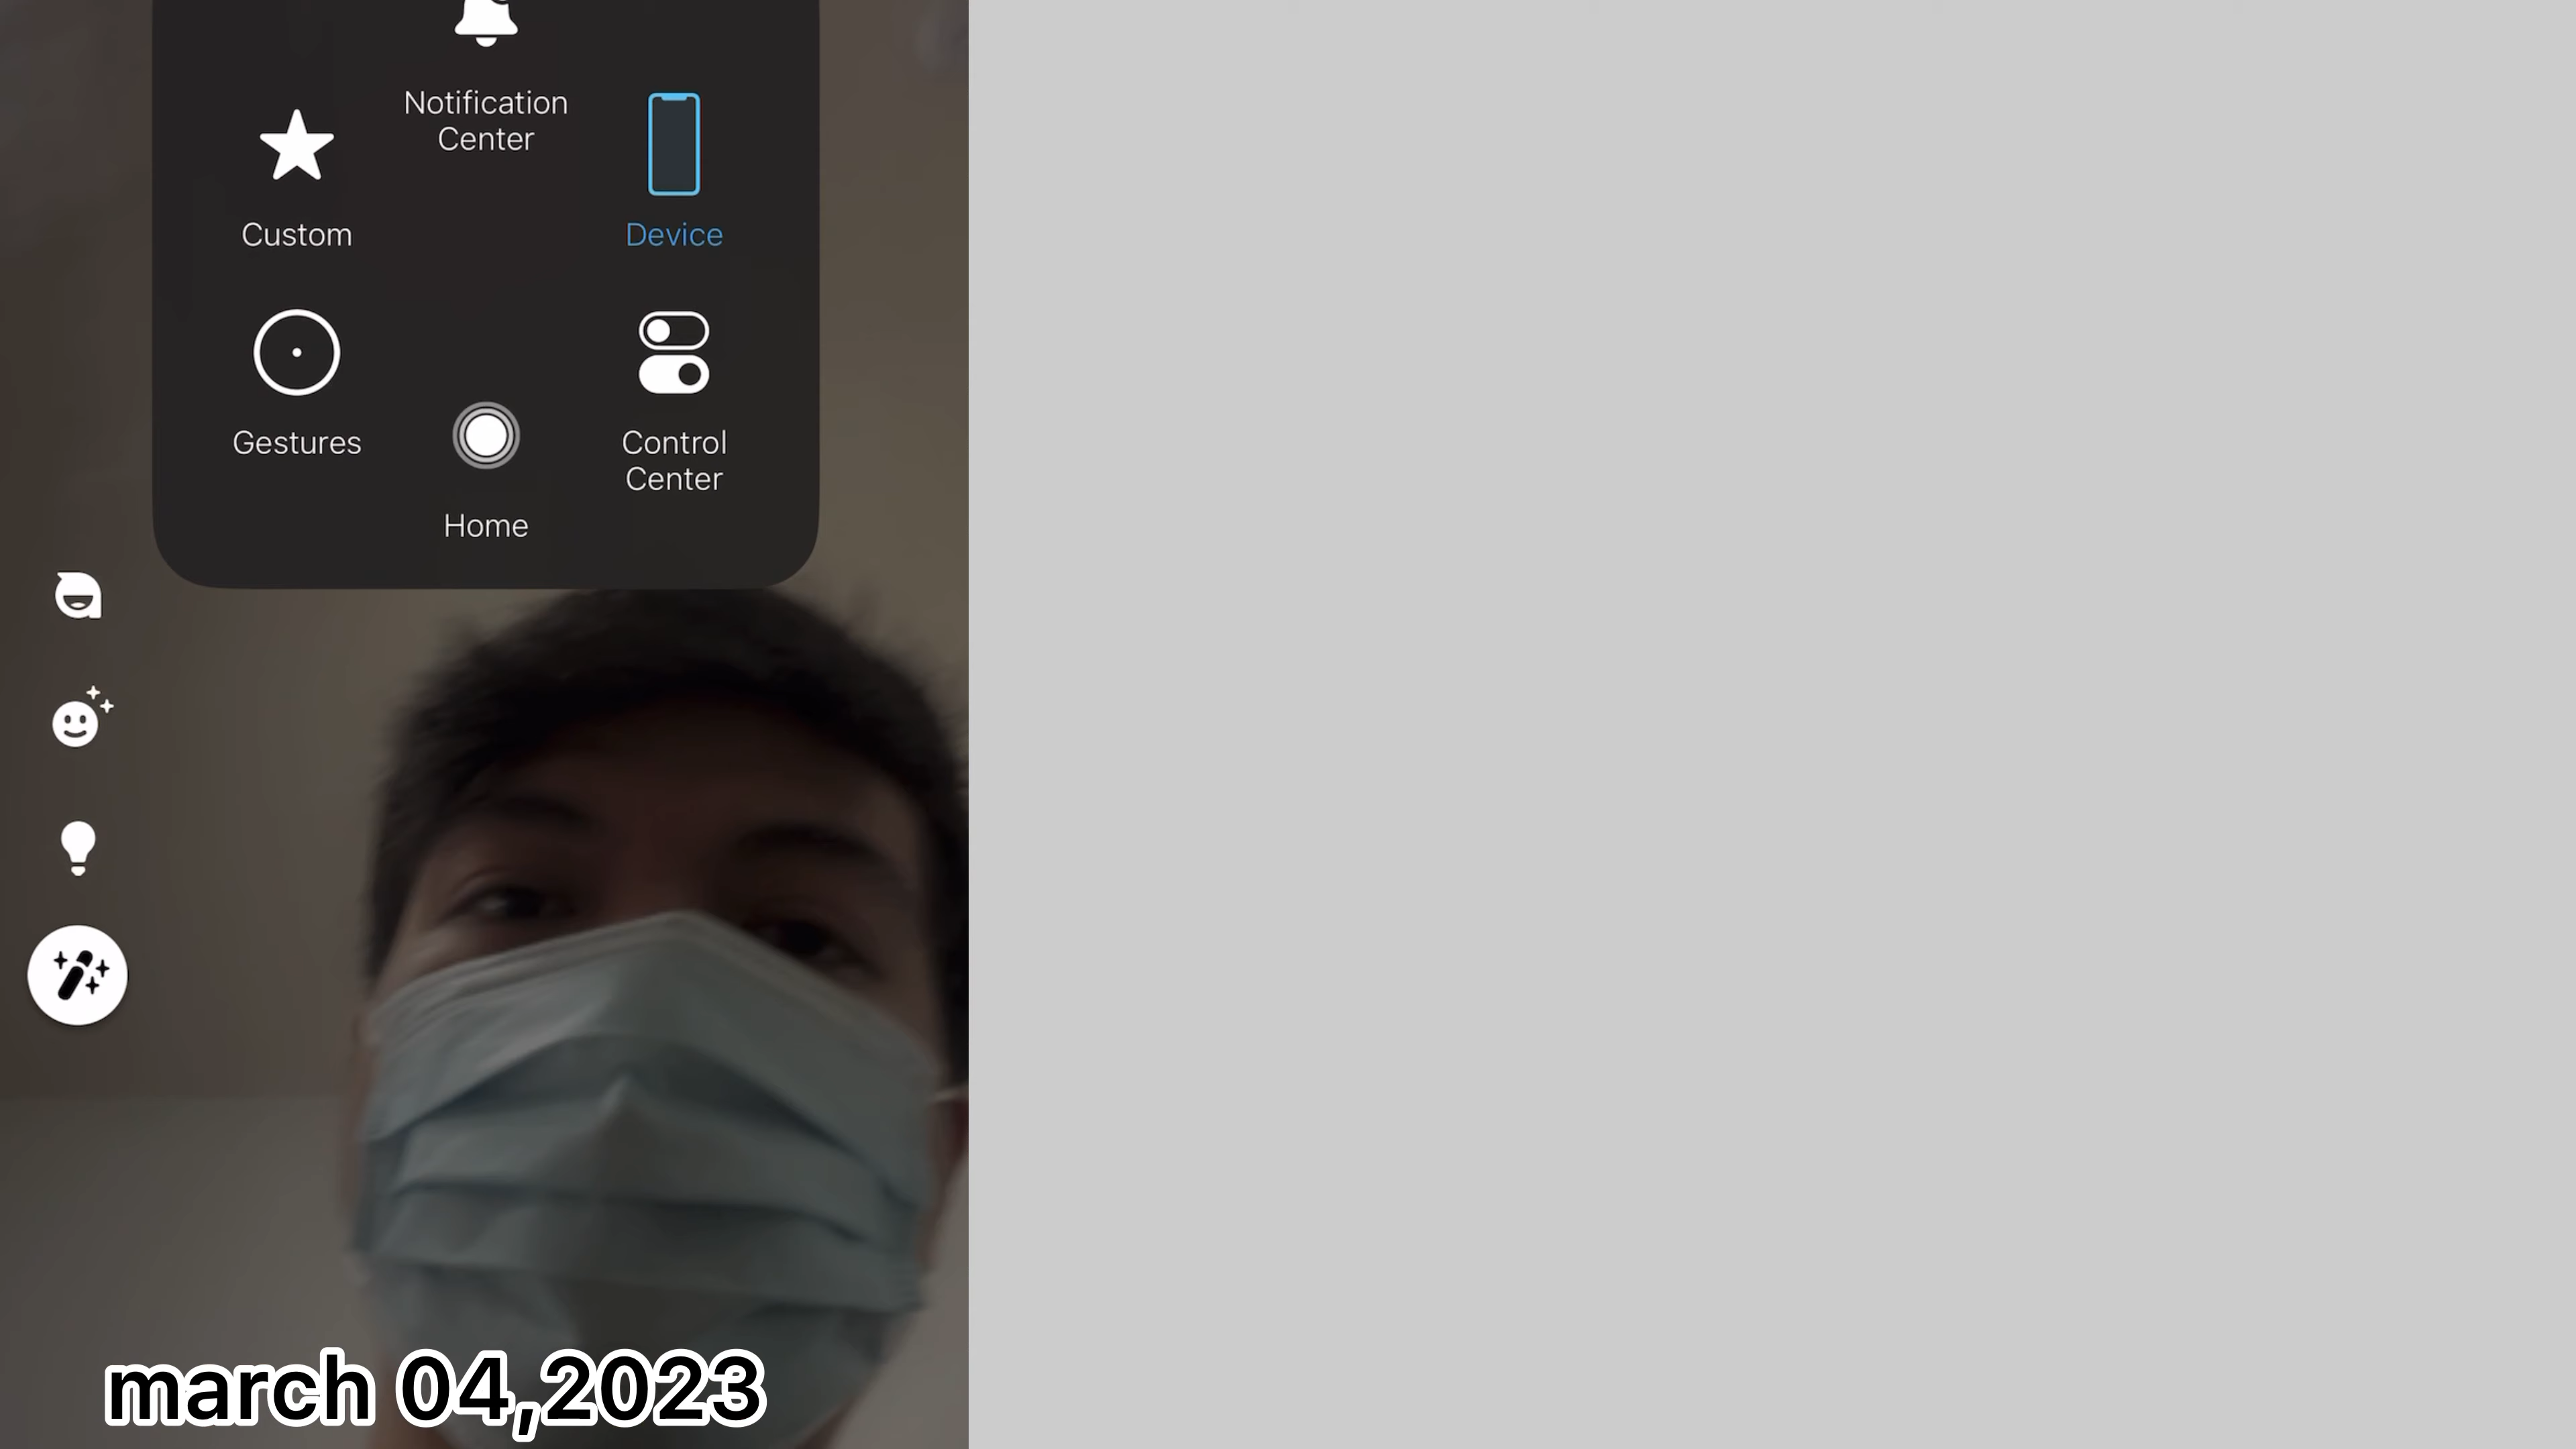 Notification
Center
Custom
Device
Gestures
Control
Center
Home
march 04,2023